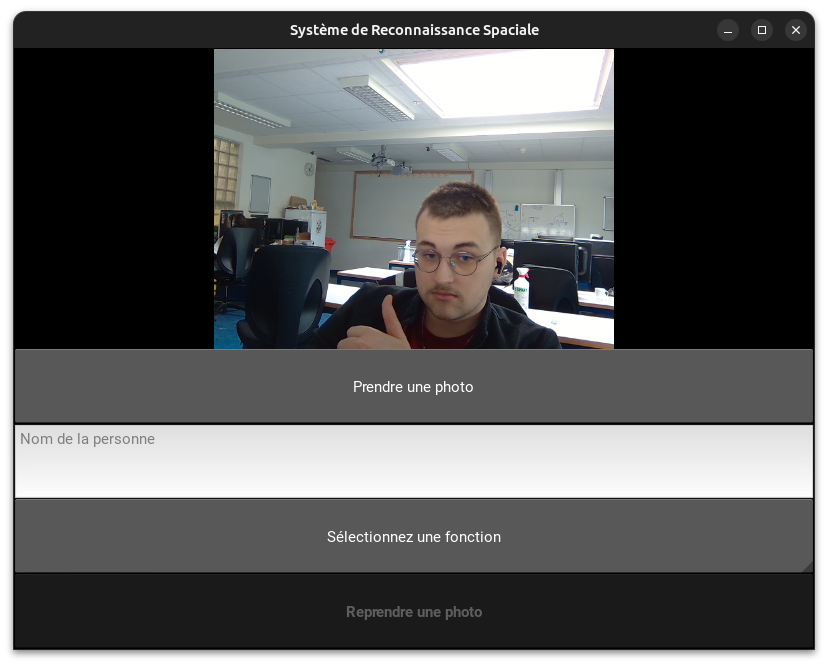 Système de Reconnaissance Spaciale
Prendre une photo
Nom de la personne
Sélectionnez une fonction
Reprendre une photo